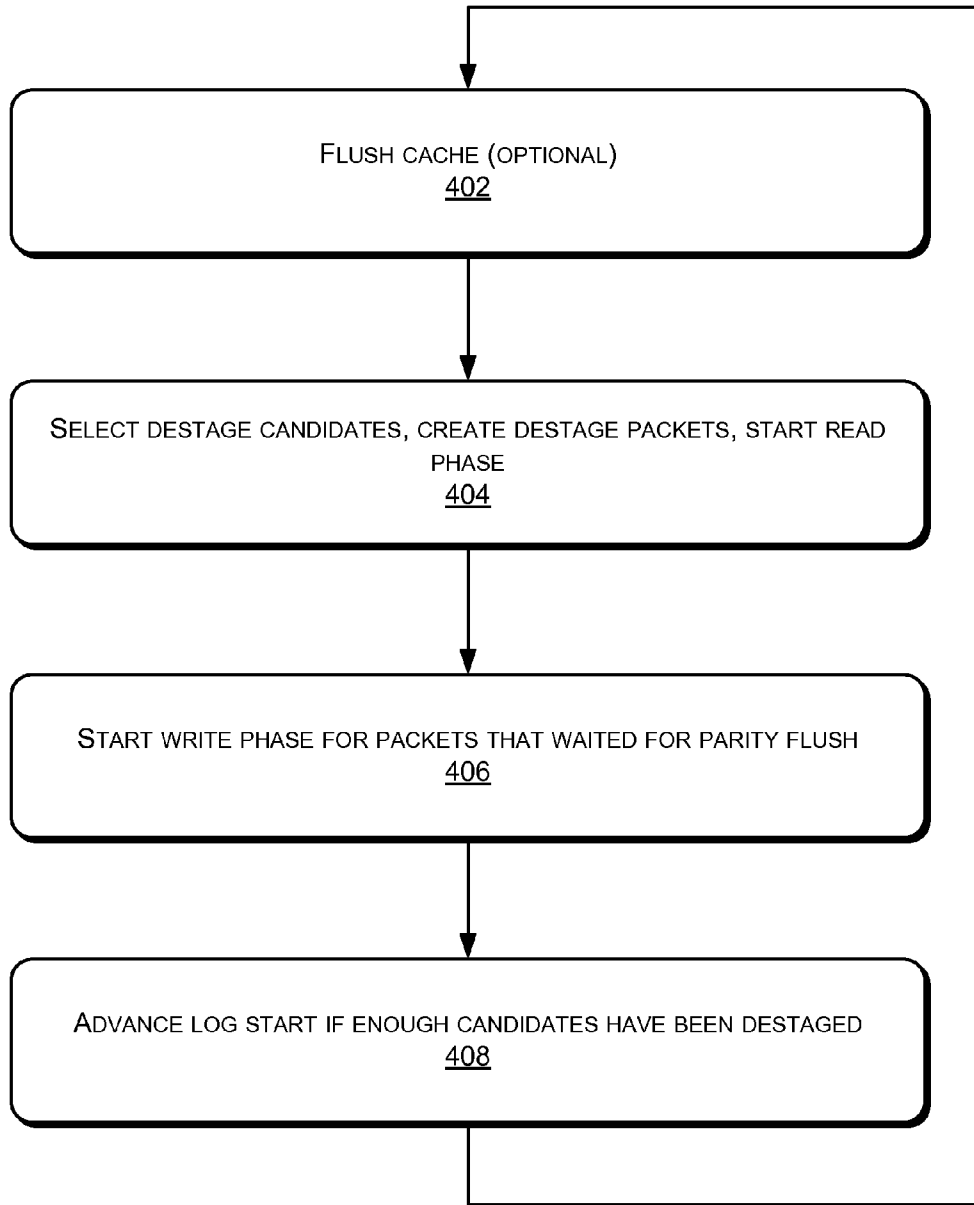 FLUSH CACHE (OPTIONAL)
402
SELECT DESTAGE CANDIDATES, CREATE DESTAGE PACKETS, START READ
PHASE
404
START WRITE PHASE FOR PACKETS THAT WAITED FOR PARITY FLUSH
406
ADVANCE LOG START IF ENOUGH CANDIDATES HAVE BEEN DESTAGED
408